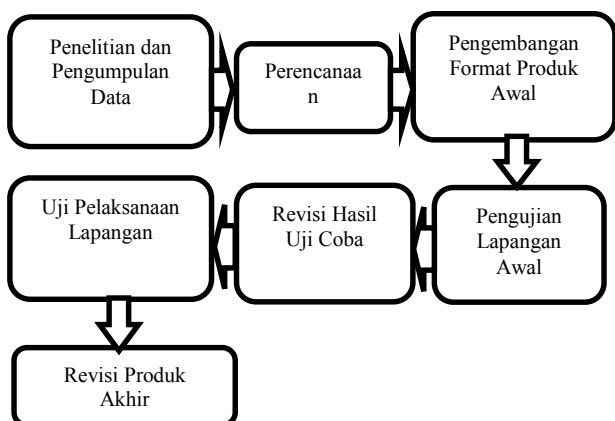 Penelitian dan
Pengumpulan
Data
Perencanaa
n
Pengembangan
Format Produk
Awal
Pengujian
Lapangan
Awal
Revisi Hasil
Uji Coba
Uji Pelaksanaan
Lapangan
Revisi Produk
Akhir